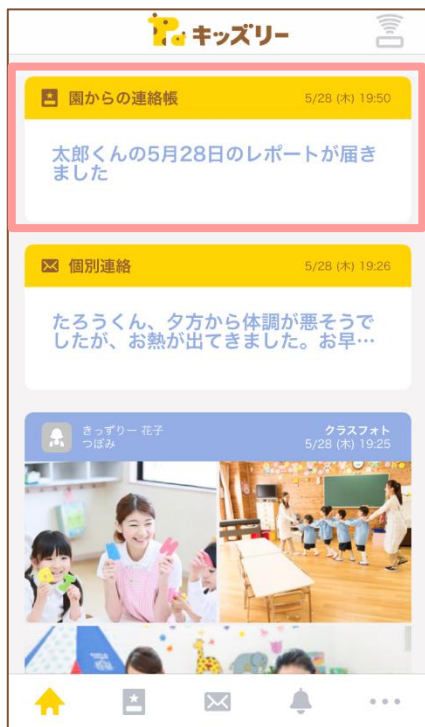 キッズリー
園からの連絡帳 5/28 (木) 19:50
太郎くんの5月28日のレポートが届き
ました
個別連絡 5/28 (木) 19:26
たろうくん、夕方から体調が悪そうで
したが、お熱が出てきました。お早…
きっずりー 花子 クラスフォト
つぼみ 5/28 (木) 19:25